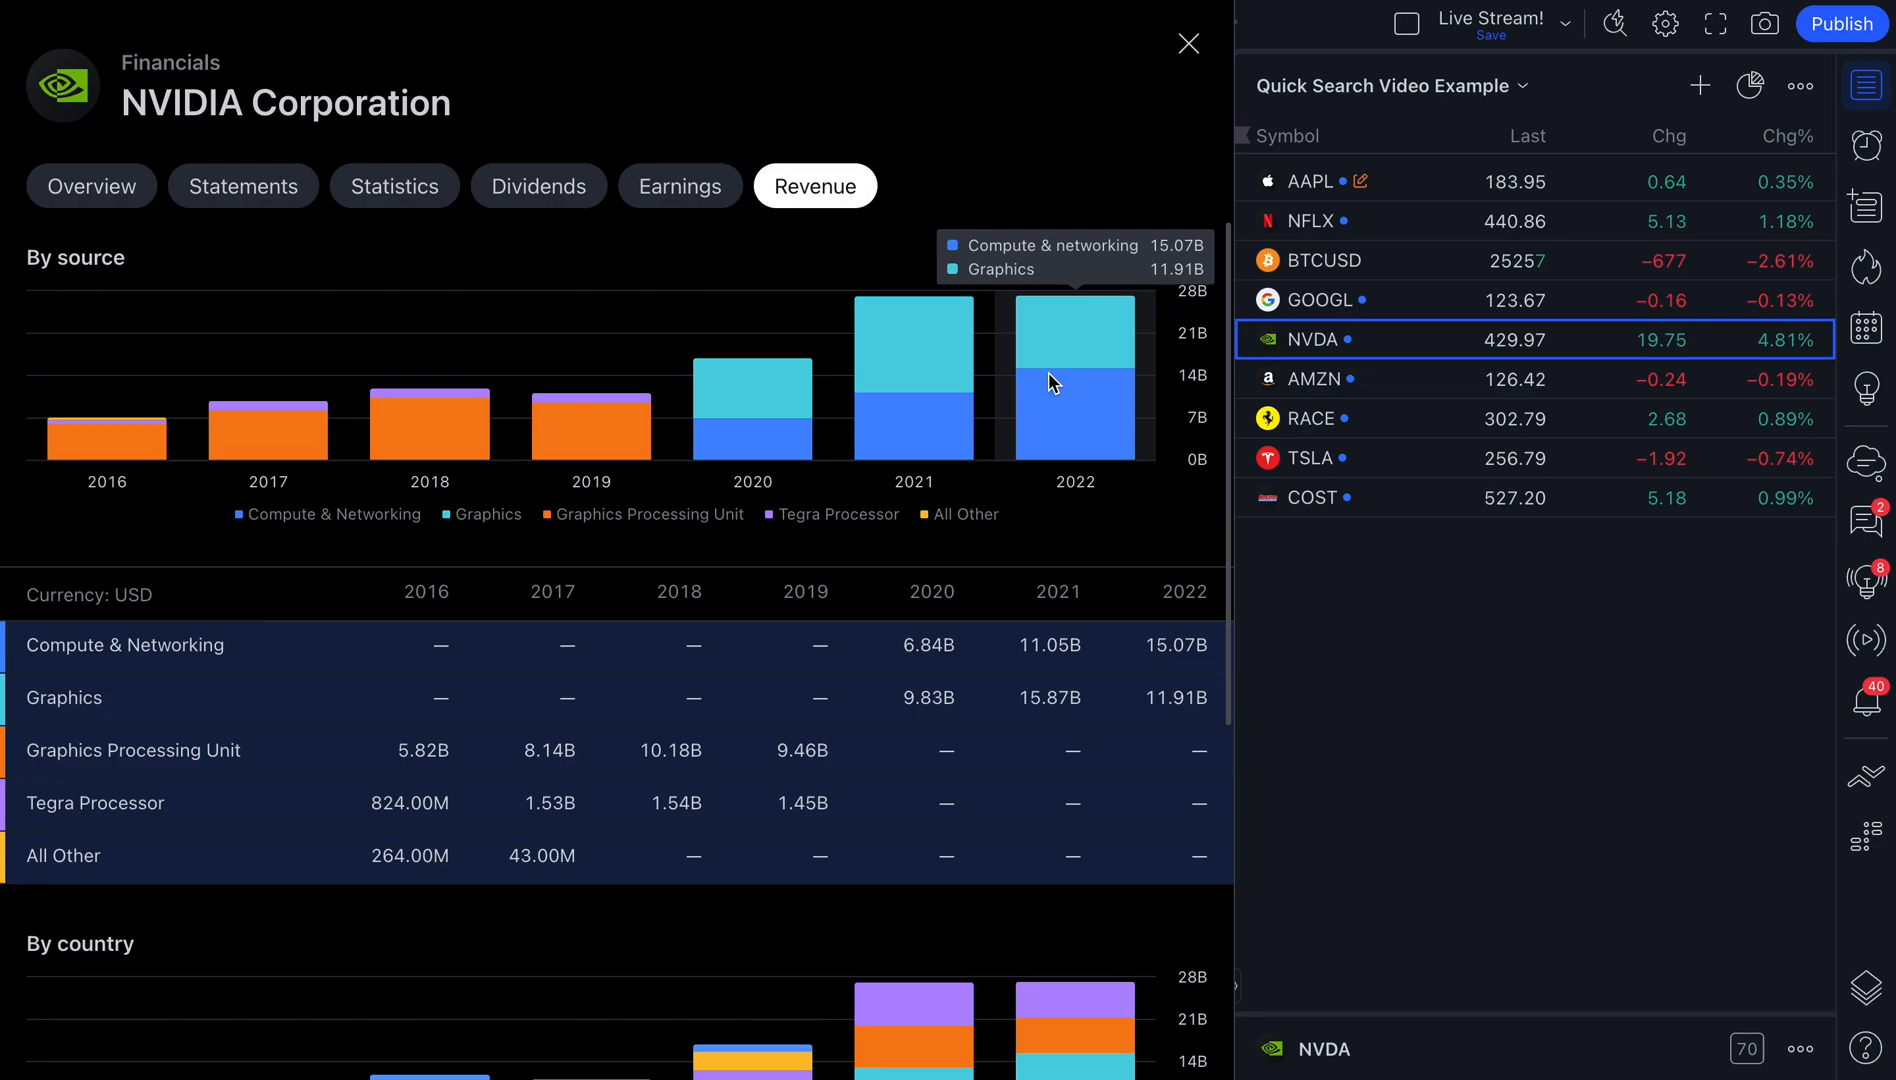 Financials
NVIDIA Corporation
Overview Statements Statistics Dividends Earnings Revenue
By source
Compute & networking 15.07B
Graphics 11.91B
28B
21B
14B
7B
0B
2016 2017 2018 2019 2020 2021 2022
Compute & Networking Graphics Graphics Processing Unit Tegra Processor All Other
Currency: USD 2016 2017 2018 2019 2020 2021 2022
Compute & Networking — — — — 6.84B 11.05B 15.07B
Graphics — — — — 9.83B 15.87B 11.91B
Graphics Processing Unit 5.82B 8.14B 10.18B 9.46B — — —
Tegra Processor 824.00M 1.53B 1.54B 1.45B — — —
All Other 264.00M 43.00M — — — — —
By country
28B
21B
14B
Live Stream!
Save
Publish
Quick Search Video Example
Symbol Last Chg Chg%
AAPL 183.95 0.64 0.35%
NFLX 440.86 5.13 1.18%
BTCUSD 25257 −677 −2.61%
GOOGL 123.67 −0.16 −0.13%
NVDA 429.97 19.75 4.81%
AMZN 126.42 −0.24 −0.19%
RACE 302.79 2.68 0.89%
TSLA 256.79 −1.92 −0.74%
COST 527.20 5.18 0.99%
2
8
40
NVDA 70